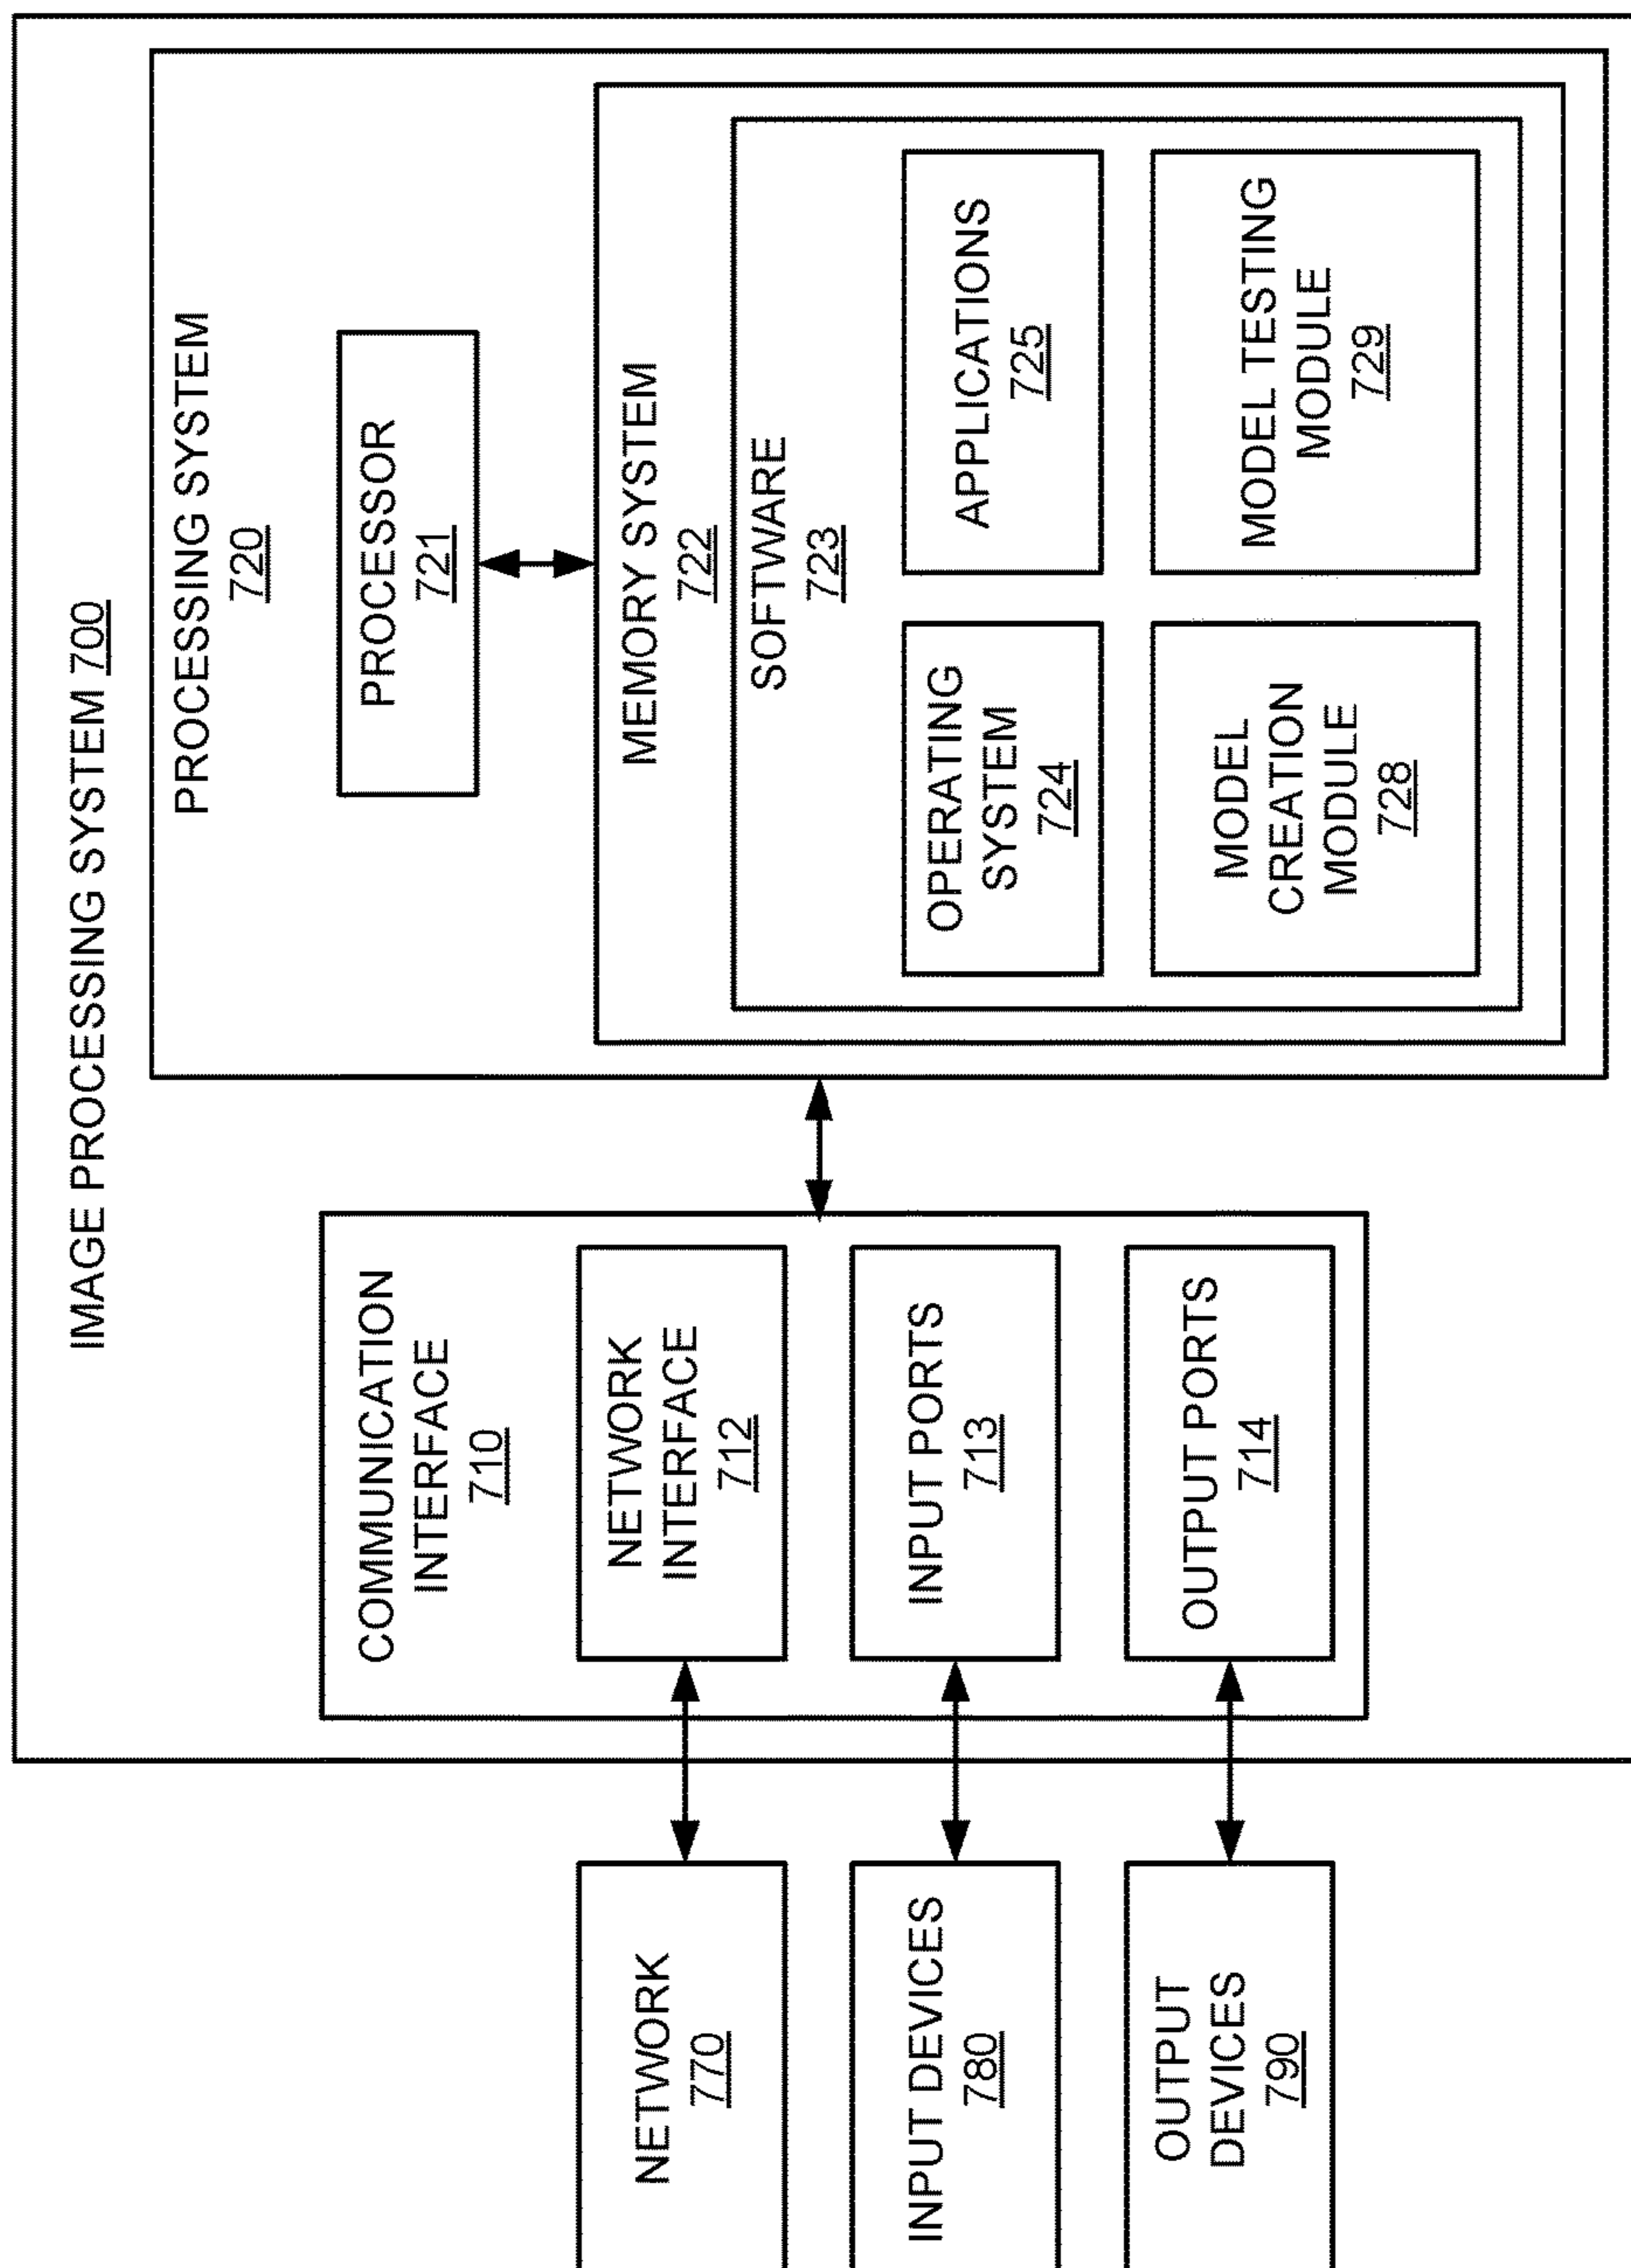 IMAGE PROCESSING SYSTEM 700
NETWORK
770
INPUT DEVICES
780
OUTPUT
DEVICES
790
COMMUNICATION
INTERFACE
710
NETWORK
INTERFACE
712
INPUT PORTS
713
OUTPUT PORTS
714
PROCESSING SYSTEM
720
PROCESSOR
721
MEMORY SYSTEM
722
SOFTWARE
723
OPERATING
SYSTEM
724
APPLICATIONS
725
MODEL
CREATION
MODULE
728
MODEL TESTING
MODULE
729